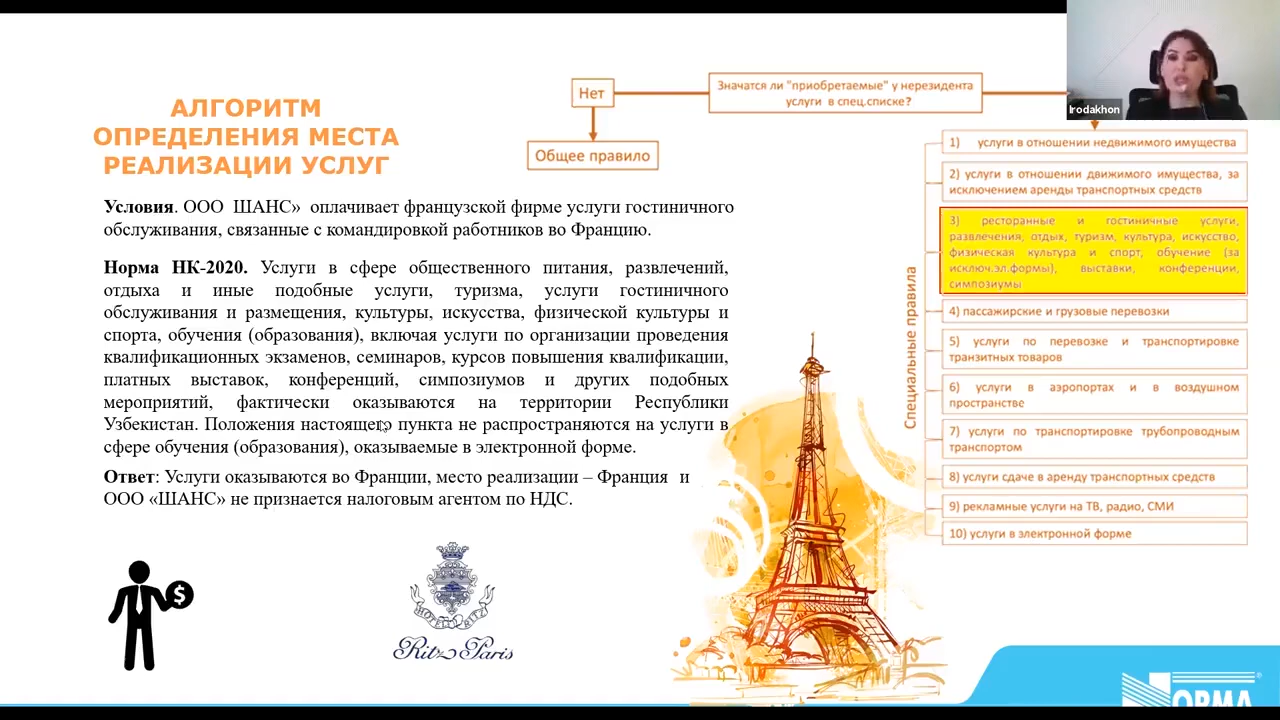 АЛГОРИТМ
ОПРЕДЕЛЕНИЯ МЕСТА
РЕАЛИЗАЦИИ УСЛУГ
Условия. ООО ШАНС» оплачивает французской фирме услуги гостиничного
обслуживания, связанные с командировкой работников во Францию.
Норма НК-2020. Услуги в сфере общественного питания, развлечений,
отдыха и иные подобные услуги, туризма, услуги гостиничного
обслуживания и размещения, культуры, искусства, физической культуры и
спорта, обучения (образования), включая услуги по организации проведения
квалификационных экзаменов, семинаров, курсов повышения квалификации,
платных выставок, конференций, симпозиумов и других подобных
мероприятий, фактически оказываются на территории Республики
Узбекистан. Положения настоящего пункта не распространяются на услуги в
сфере обучения (образования), оказываемые в электронной форме.
Ответ: Услуги оказываются во Франции, место реализации – Франция и
ООО «ШАНС» не признается налоговым агентом по НДС.
HOTEL RITZ
Ritz Paris
Нет
Значатся ли "приобретаемые" у нерезидента
услуги в спец.списке?
Общее правило
Irodakhon
Специальные правила
1) услуги в отношении недвижимого имущества
2) услуги в отношении движимого имущества, за
исключением аренды транспортных средств
3) ресторанные и гостиничные услуги,
развлечения, отдых, туризм, культура, искусство,
физическая культура и спорт, обучение (за
исключ.эл.формы), выставки, конференции,
симпозиумы
4) пассажирские и грузовые перевозки
5) услуги по перевозке и транспортировке
транзитных товаров
6) услуги в аэропортах и в воздушном
пространстве
7) услуги по транспортировке трубопроводным
транспортом
8) услуги сдаче в аренду транспортных средств
9) рекламные услуги на ТВ, радио, СМИ
10) услуги в электронной форме
НОРМА